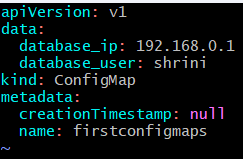 apiVersion: v1
data:
  database_ip: 192.168.0.1
  database_user: shrini
kind: ConfigMap
metadata:
  creationTimestamp: null
  name: firstconfigmaps
~